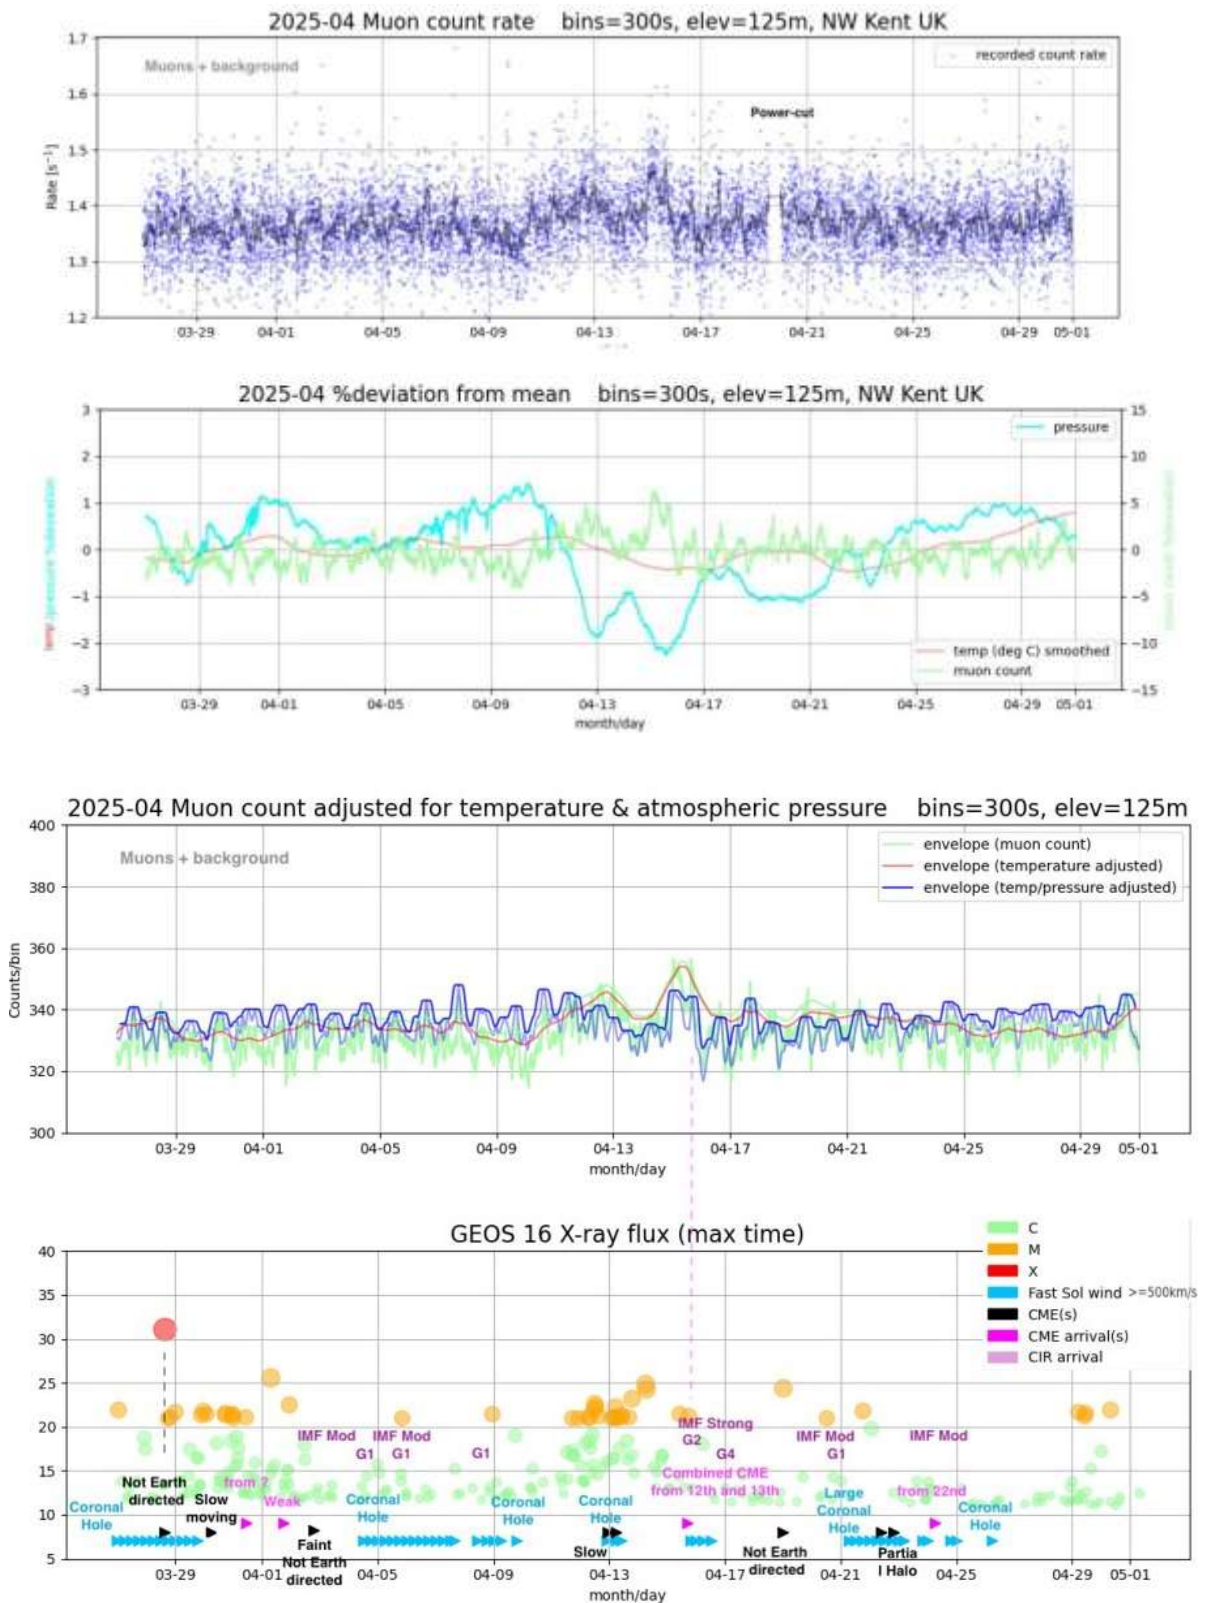 2025-04 Muon count rate bins=300s, elev=125m, NW Kent UK
1.7
1.6
1.5
1.4
1.3
1.2
Rate [s⁻¹]
Muons + background
recorded count rate
Power-cut
03-29 04-01 04-05 04-09 04-13 04-17 04-21 04-25 04-29 05-01
2025-04 %deviation from mean bins=300s, elev=125m, NW Kent UK
3
2
1
0
−1
−2
−3
15
10
5
0
−5
−10
−15
temp/pressure %deviation
pressure
temp (deg C) smoothed
muon count
03-29 04-01 04-05 04-09 04-13 04-17 04-21 04-25 04-29 05-01
month/day
2025-04 Muon count adjusted for temperature & atmospheric pressure bins=300s, elev=125m
400
380
360
340
320
300
Counts/bin
Muons + background
envelope (muon count)
envelope (temperature adjusted)
envelope (temp/pressure adjusted)
03-29 04-01 04-05 04-09 04-13 04-17 04-21 04-25 04-29 05-01
month/day
GEOS 16 X-ray flux (max time)
C
M
X
Fast Sol wind >=500km/s
CME(s)
CME arrival(s)
CIR arrival
40
35
30
25
20
15
10
5
IMF Mod
G1
IMF Mod
G1
G1
IMF Strong
G2
G4
IMF Mod
G1
IMF Mod
Not Earth
directed
from ?
Combined CME
from 12th and 13th
from 22nd
Coronal
Hole
Slow
moving
Weak
Coronal
Hole
Coronal
Hole
Coronal
Hole
Large
Coronal
Hole
Coronal
Hole
Faint
Not Earth
directed
Slow
Not Earth
directed
Partia
l Halo
03-29 04-01 04-05 04-09 04-13 04-17 04-21 04-25 04-29 05-01
month/day